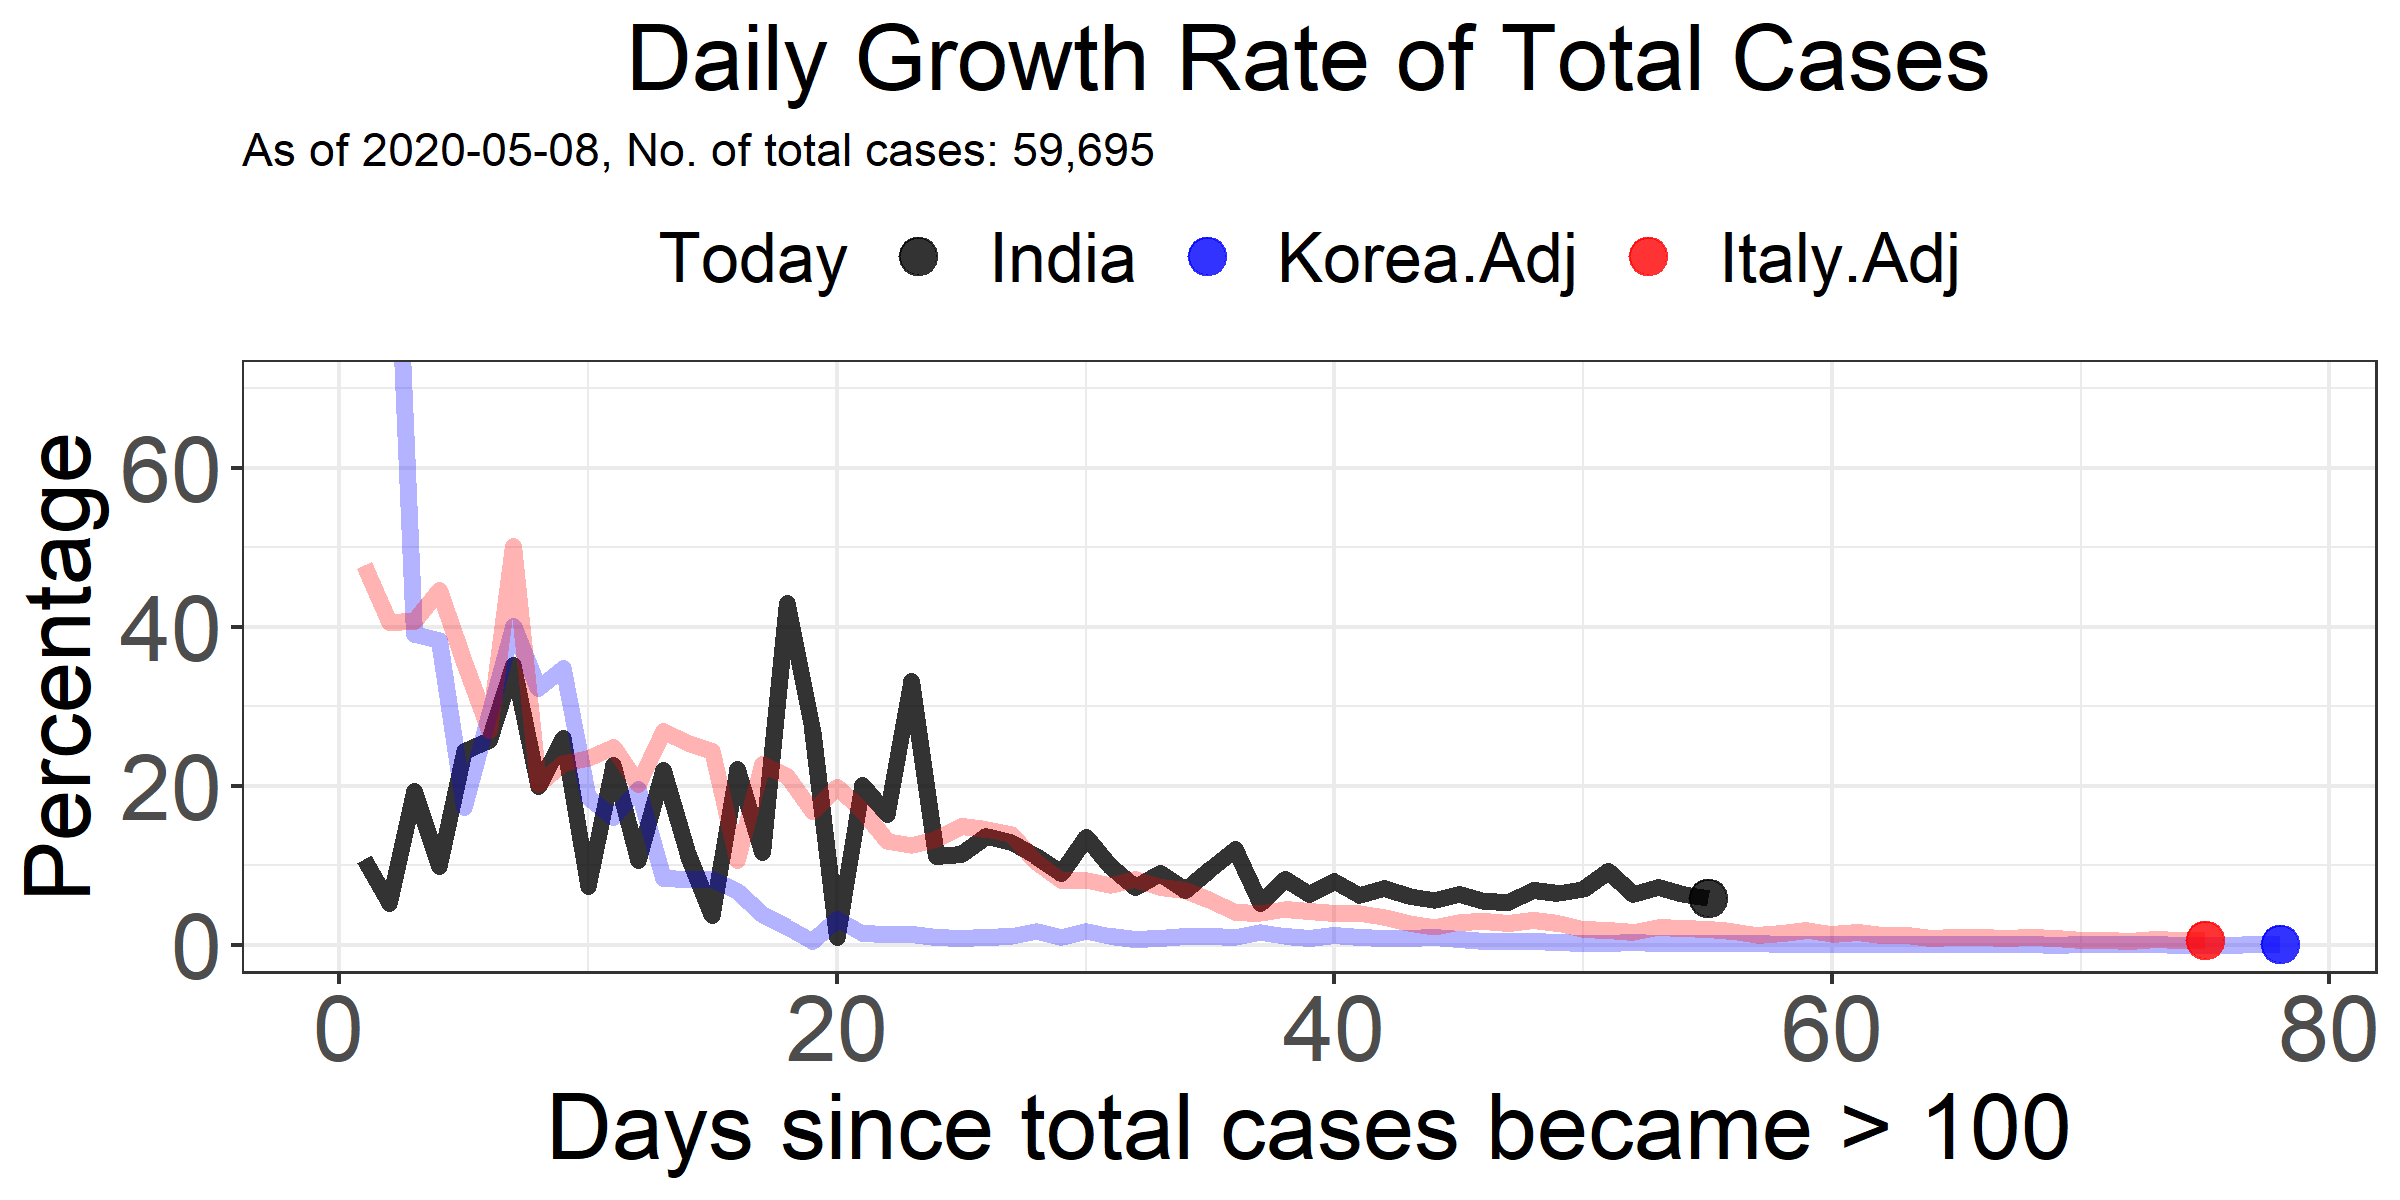 Daily Growth Rate of Total Cases
As of 2020-05-08, No. of total cases: 59,695
Today India Korea.Adj Italy.Adj
Percentage
60
40
20
0
0 20 40 60 80
Days since total cases became > 100